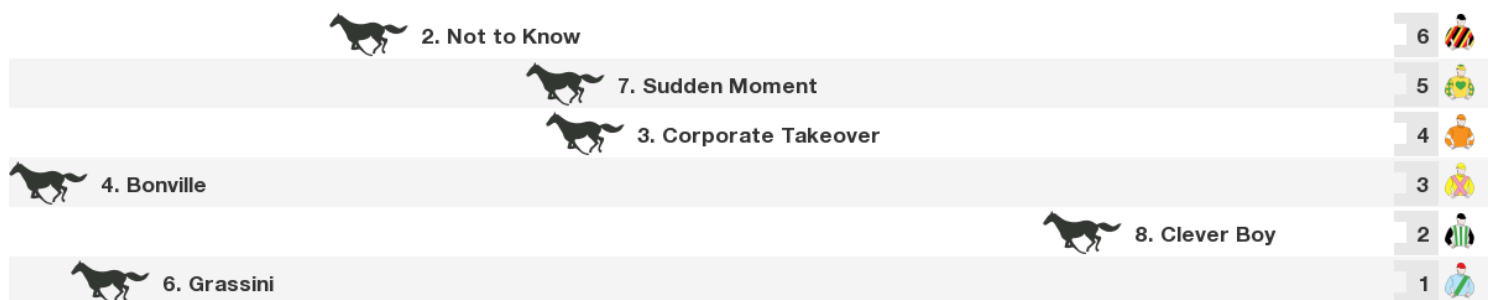 2. Not to Know 6
7. Sudden Moment 5
3. Corporate Takeover 4
4. Bonville 3
8. Clever Boy 2
6. Grassini 1